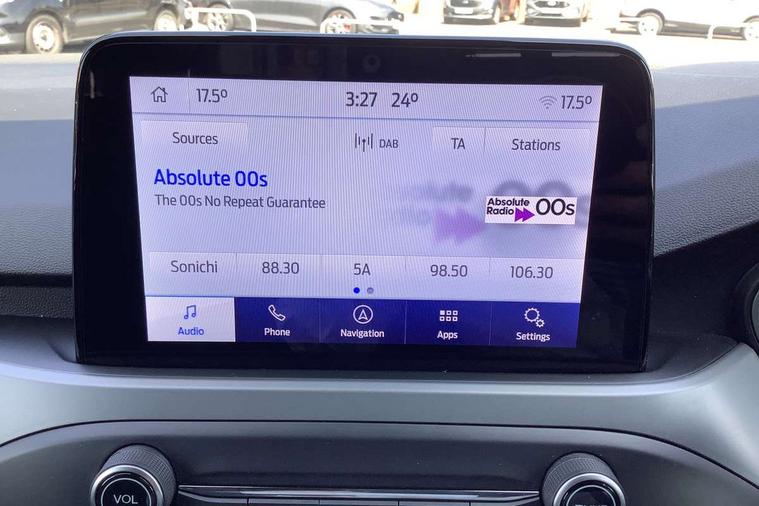 17.5° 3:27 24° 17.5°
Sources DAB TA Stations
Absolute 00s
The 00s No Repeat Guarantee
Absolute
Radio 00s
Sonichi 88.30 5A 98.50 106.30
Audio Phone Navigation Apps Settings
VOL